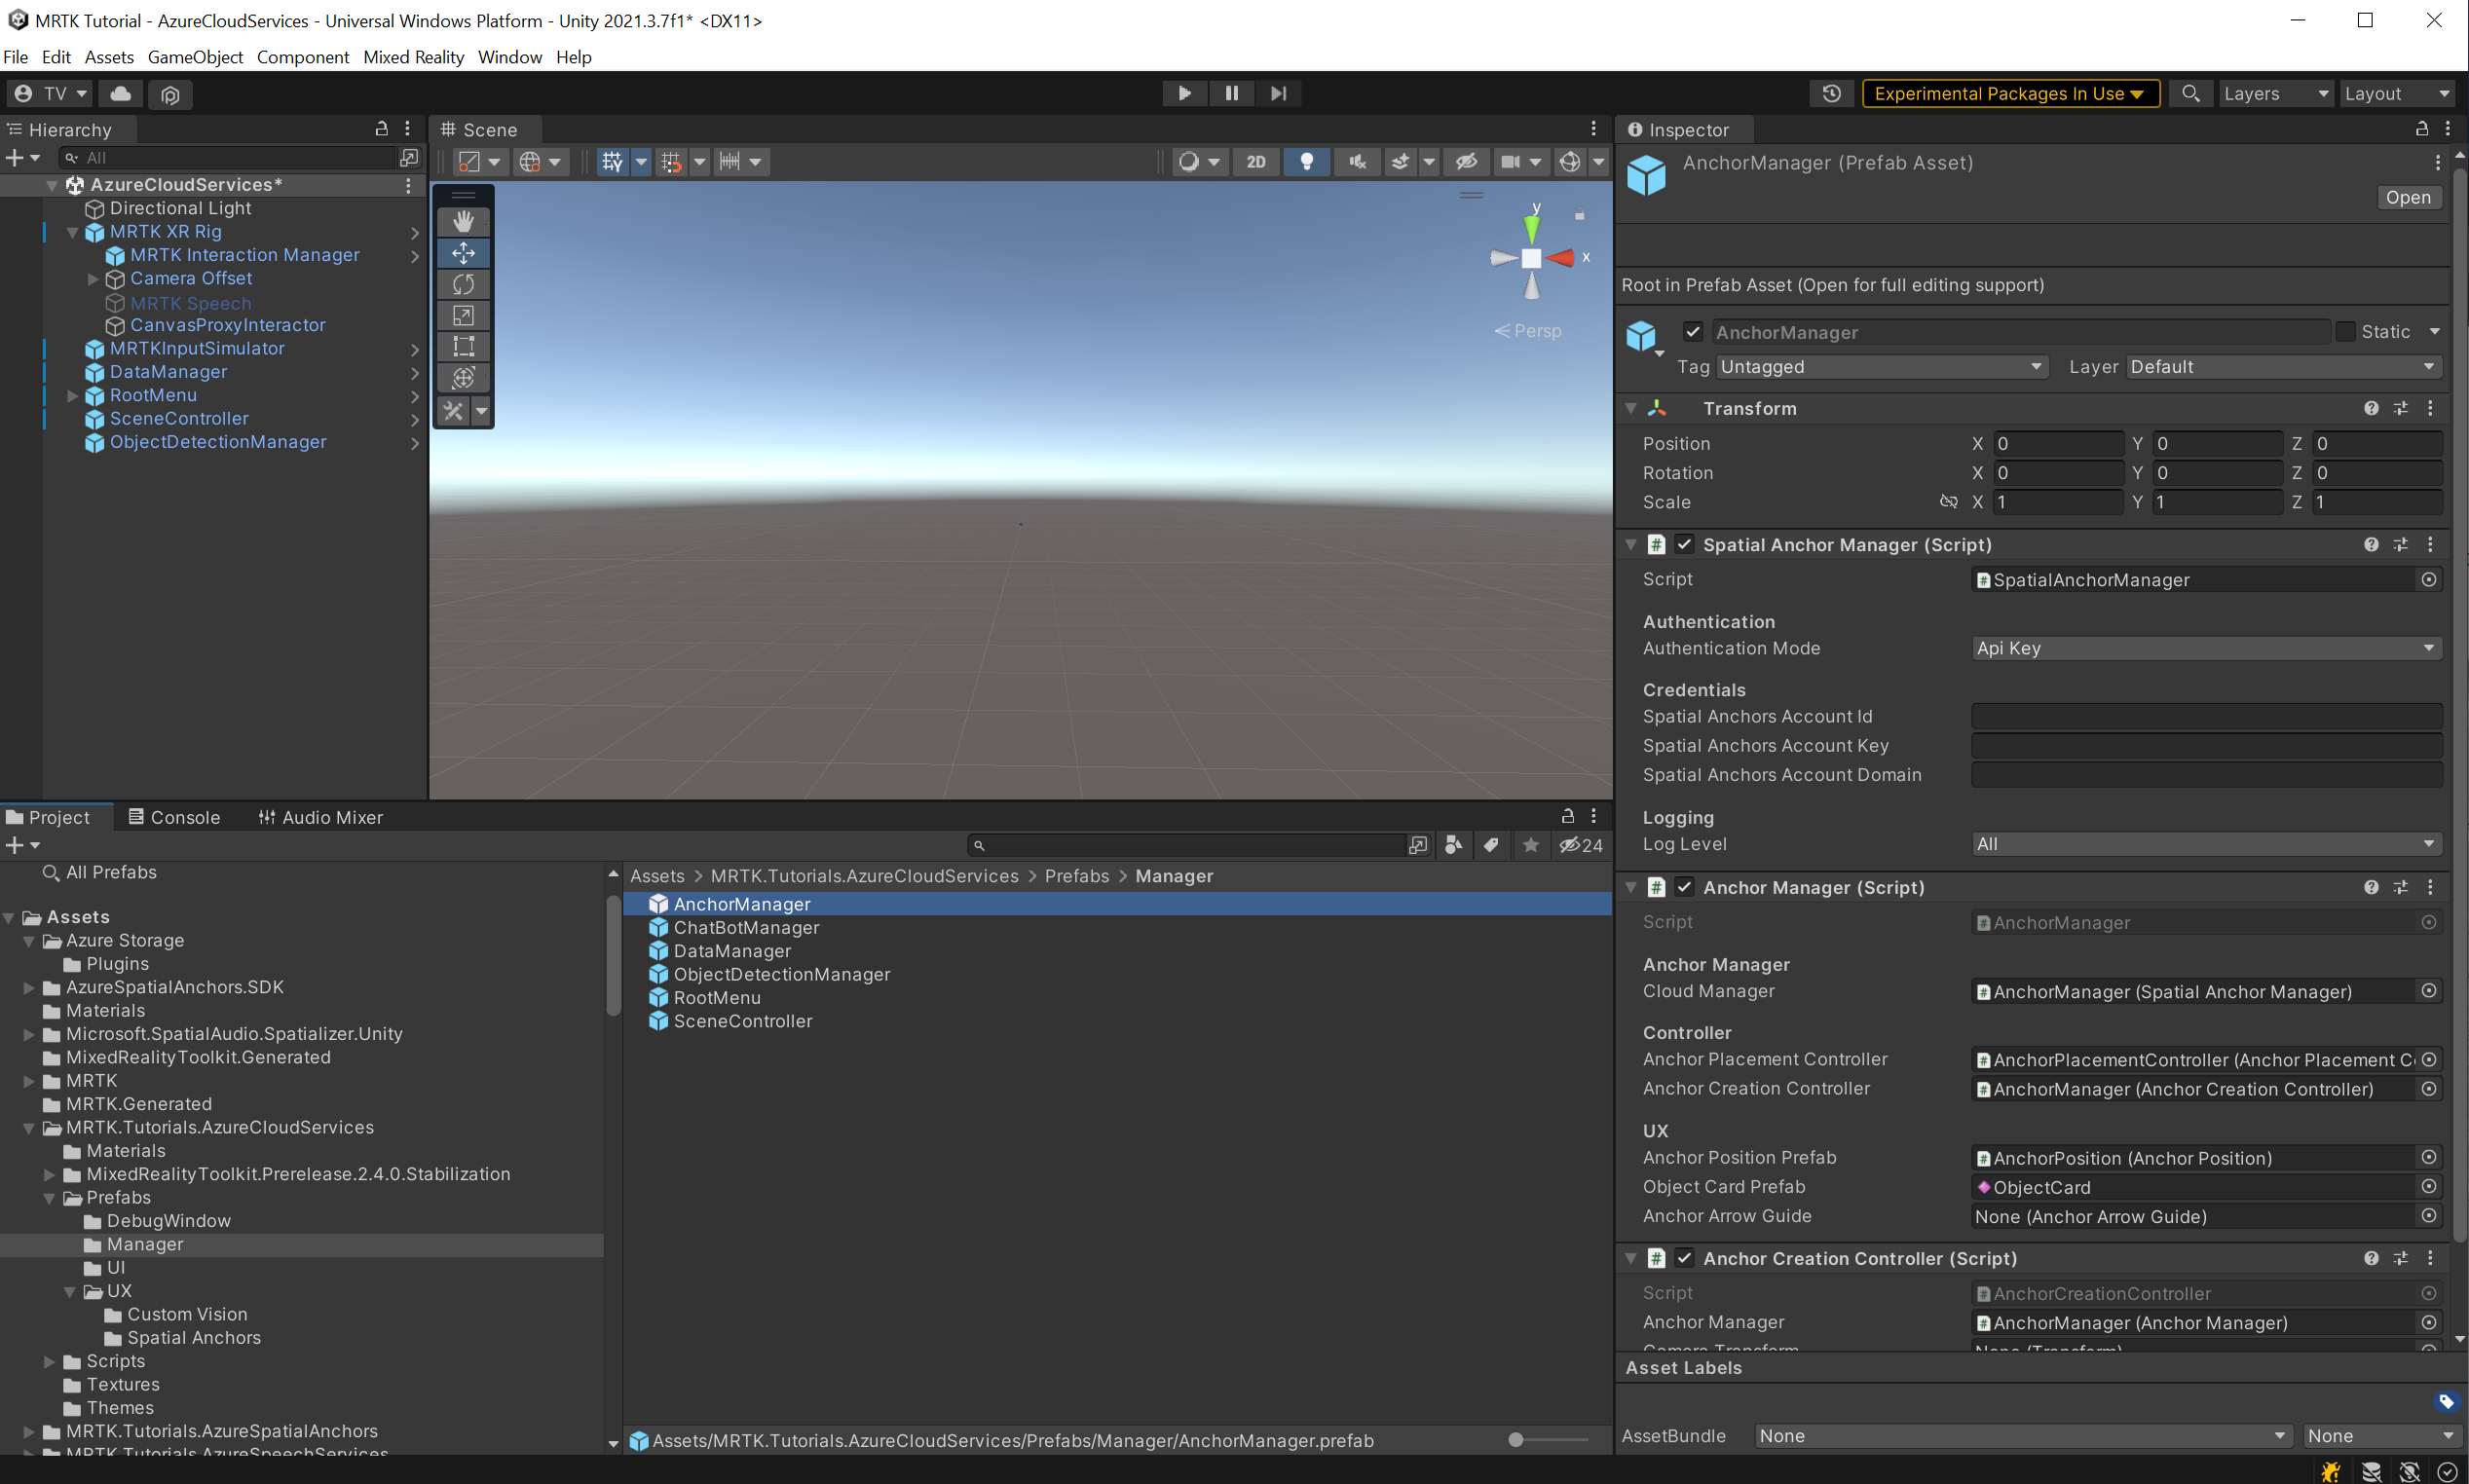 MRTK Tutorial - AzureCloudServices - Universal Windows Platform - Unity 2021.3.7f1* <DX11>
File Edit Assets GameObject Component Mixed Reality Window Help
TV
Experimental Packages In Use
Layers
Layout
Hierarchy
All
AzureCloudServices*
Directional Light
MRTK XR Rig
MRTK Interaction Manager
Camera Offset
MRTK Speech
CanvasProxyInteractor
MRTKInputSimulator
DataManager
RootMenu
SceneController
ObjectDetectionManager
Scene
2D
y
x
Persp
Inspector
AnchorManager (Prefab Asset)
Open
Root in Prefab Asset (Open for full editing support)
AnchorManager
Static
Tag Untagged
Layer Default
Transform
Position X 0 Y 0 Z 0
Rotation X 0 Y 0 Z 0
Scale X 1 Y 1 Z 1
Spatial Anchor Manager (Script)
Script # SpatialAnchorManager
Authentication
Authentication Mode Api Key
Credentials
Spatial Anchors Account Id
Spatial Anchors Account Key
Spatial Anchors Account Domain
Logging
Log Level All
Anchor Manager (Script)
Script # AnchorManager
Anchor Manager
Cloud Manager # AnchorManager (Spatial Anchor Manager)
Controller
Anchor Placement Controller # AnchorPlacementController (Anchor Placement C
Anchor Creation Controller # AnchorManager (Anchor Creation Controller)
UX
Anchor Position Prefab # AnchorPosition (Anchor Position)
Object Card Prefab ObjectCard
Anchor Arrow Guide None (Anchor Arrow Guide)
Anchor Creation Controller (Script)
Script # AnchorCreationController
Anchor Manager # AnchorManager (Anchor Manager)
Camera Transform None (Transform)
Asset Labels
AssetBundle None None
Project Console Audio Mixer
24
All Prefabs
Assets
Azure Storage
Plugins
AzureSpatialAnchors.SDK
Materials
Microsoft.SpatialAudio.Spatializer.Unity
MixedRealityToolkit.Generated
MRTK
MRTK.Generated
MRTK.Tutorials.AzureCloudServices
Materials
MixedRealityToolkit.Prerelease.2.4.0.Stabilization
Prefabs
DebugWindow
Manager
UI
UX
Custom Vision
Spatial Anchors
Scripts
Textures
Themes
MRTK.Tutorials.AzureSpatialAnchors
MRTK.Tutorials.AzureSpeechServices
Assets > MRTK.Tutorials.AzureCloudServices > Prefabs > Manager
AnchorManager
ChatBotManager
DataManager
ObjectDetectionManager
RootMenu
SceneController
Assets/MRTK.Tutorials.AzureCloudServices/Prefabs/Manager/AnchorManager.prefab